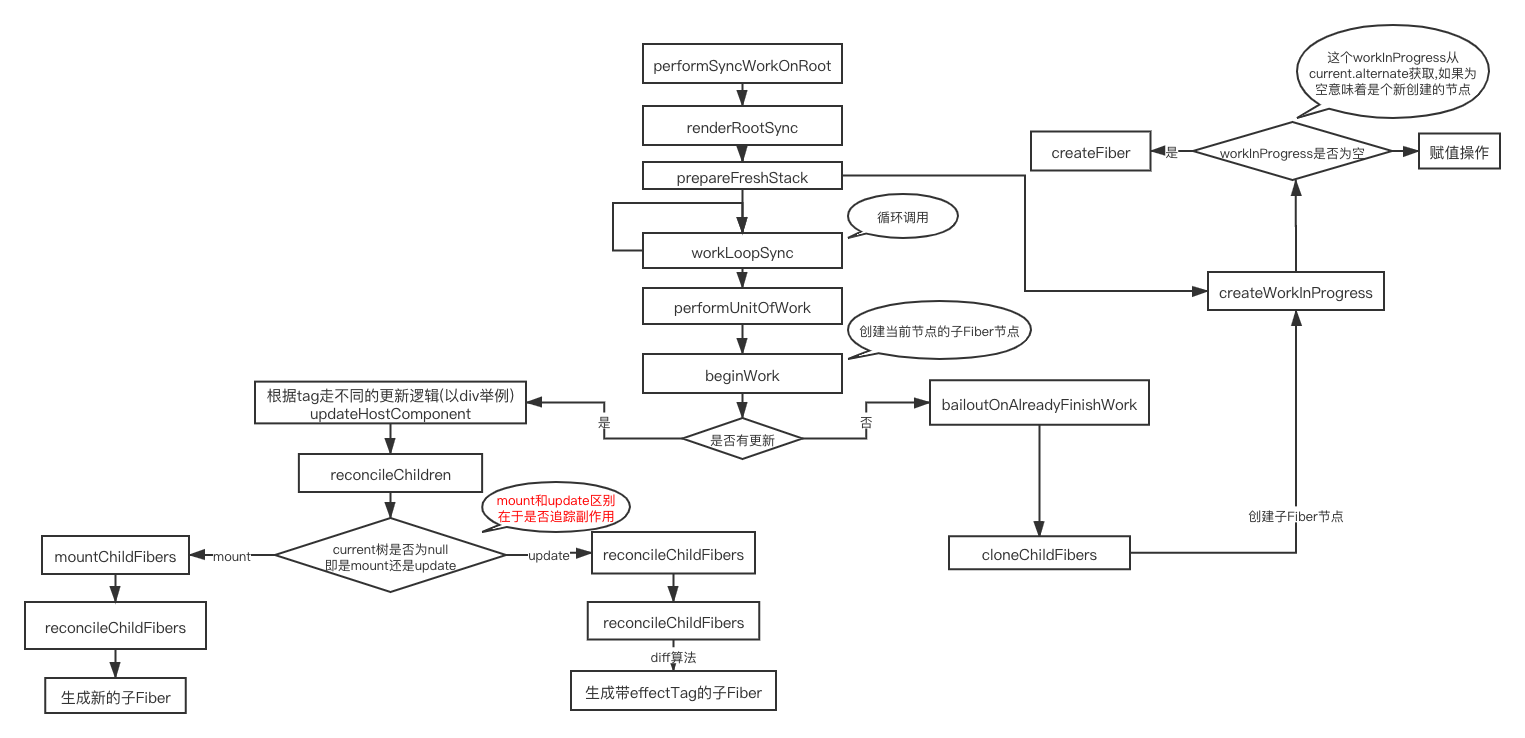 performSyncWorkOnRoot
renderRootSync
prepareFreshStack
循环调用
workLoopSync
performUnitOfWork
创建当前节点的子Fiber节点
beginWork
是否有更新
是
否
根据tag走不同的更新逻辑(以div举例)
updateHostComponent
reconcileChildren
mount和update区别
在于是否追踪副作用
current树是否为null
即是mount还是update
mount
update
mountChildFibers
reconcileChildFibers
生成新的子Fiber
reconcileChildFibers
reconcileChildFibers
diff算法
生成带effectTag的子Fiber
bailoutOnAlreadyFinishWork
cloneChildFibers
创建子Fiber节点
createWorkInProgress
workInProgress是否为空
这个workInProgress从
current.alternate获取,如果为
空意味着是个新创建的节点
是
createFiber
赋值操作